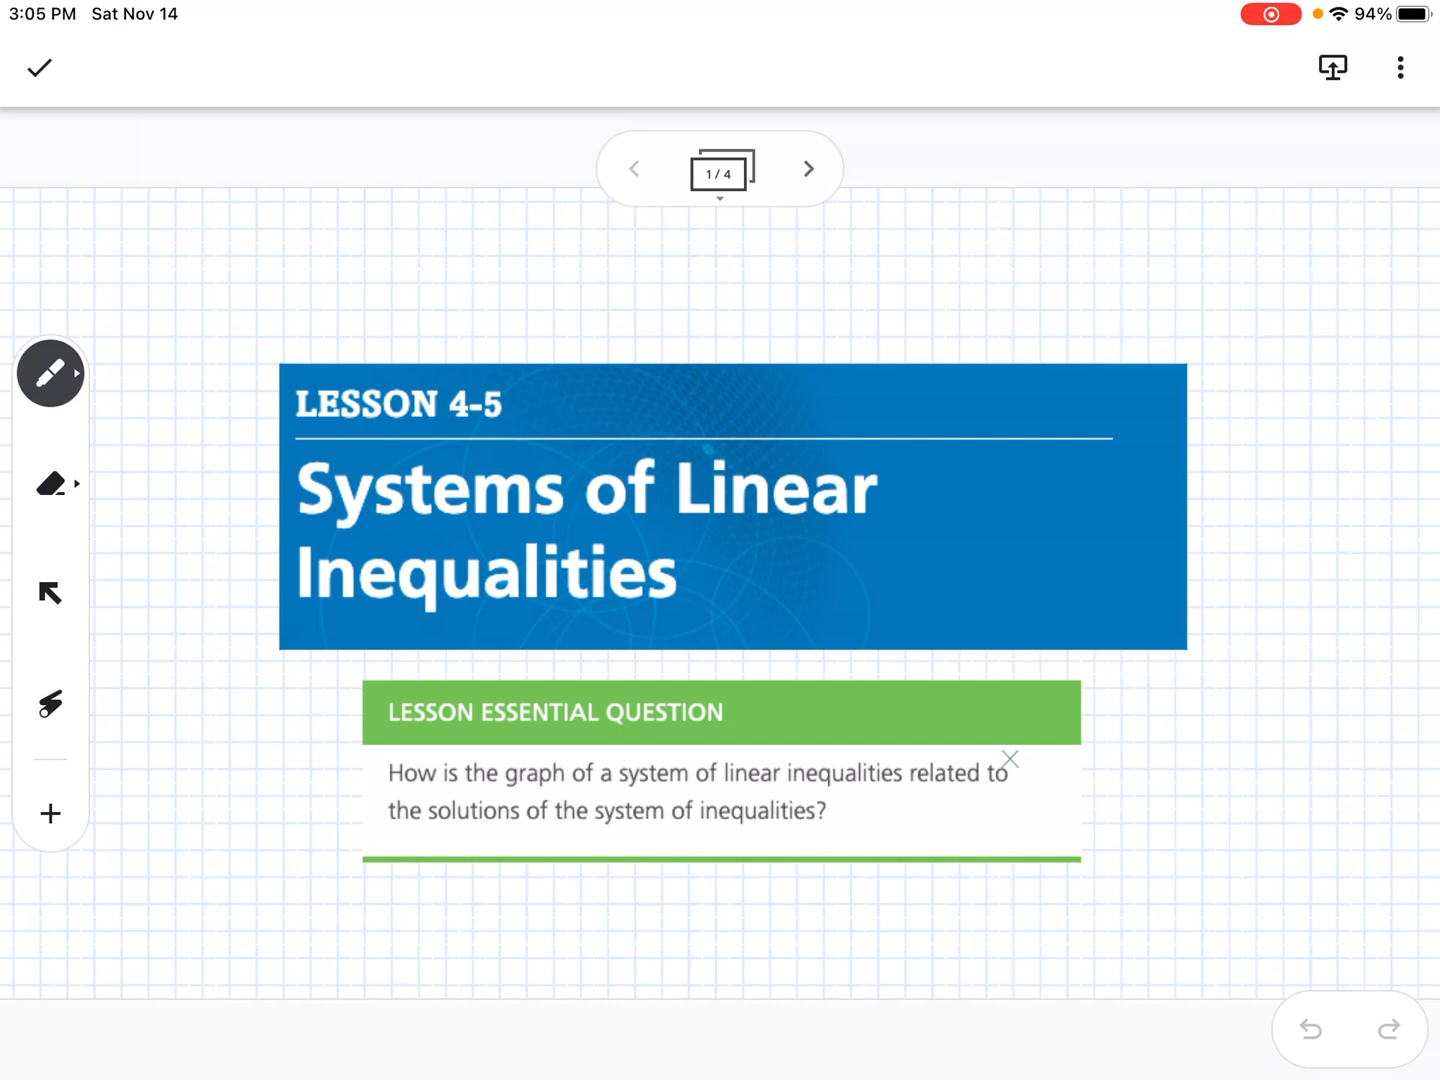 3:05 PM Sat Nov 14
94%
1 / 4
LESSON 4-5
Systems of Linear
Inequalities
LESSON ESSENTIAL QUESTION
How is the graph of a system of linear inequalities related to
the solutions of the system of inequalities?